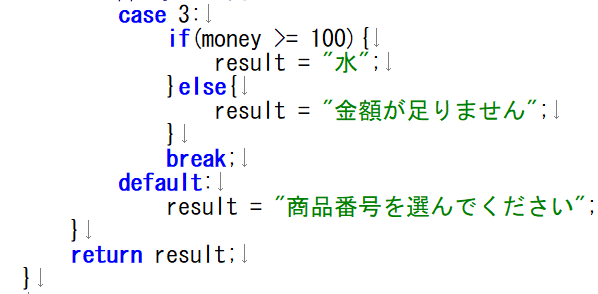 case 3:↓
if(money >= 100){↓
result = "水";↓
}else{↓
result = "金額が足りません";↓
}↓
break;↓
default:↓
result = "商品番号を選んでください";
}↓
return result;↓
}↓